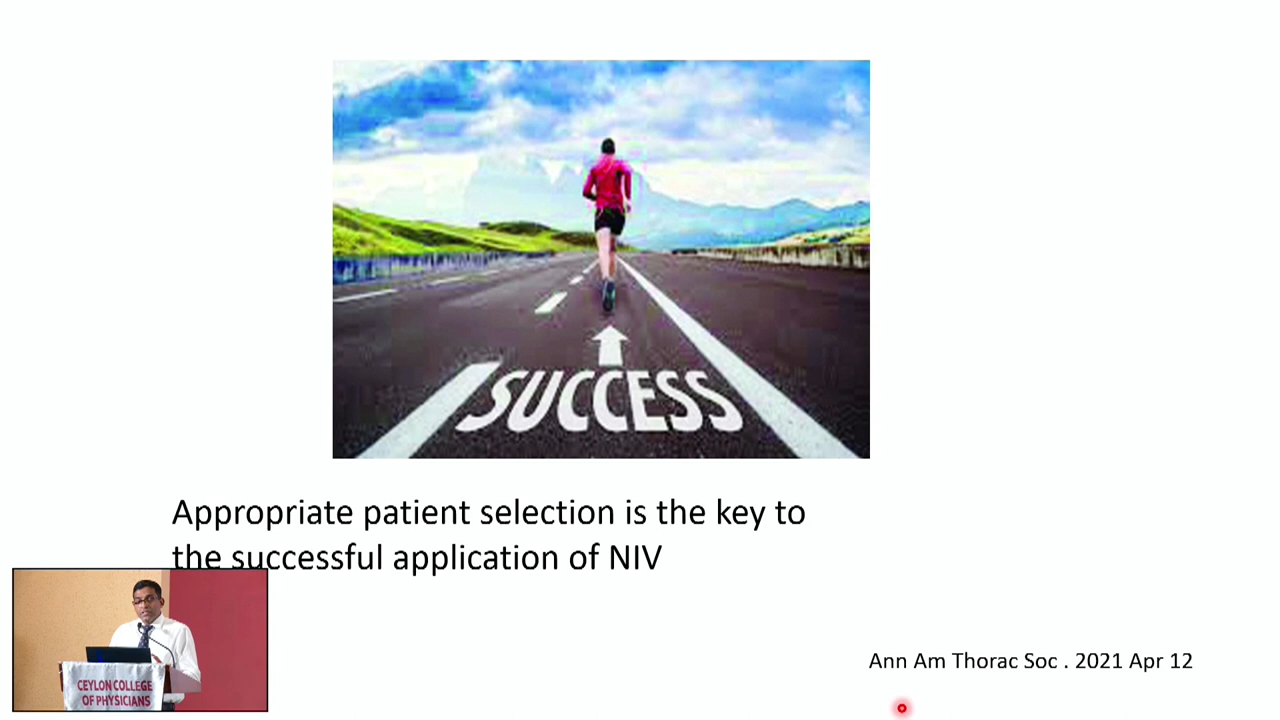 SUCCESS
Appropriate patient selection is the key to
the successful application of NIV
CEYLON COLLEGE
OF PHYSICIANS
Ann Am Thorac Soc . 2021 Apr 12